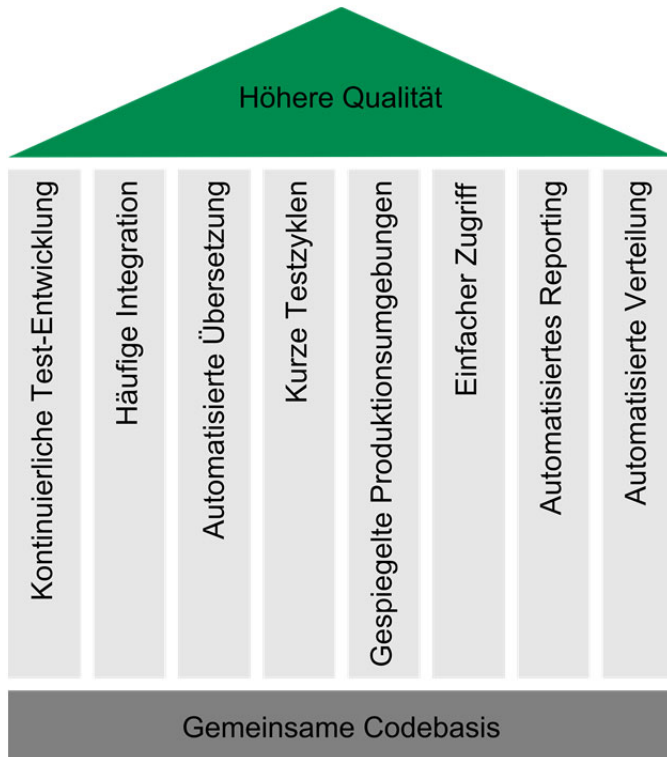 Höhere Qualität
Kontinuierliche Test-Entwicklung
Häufige Integration
Automatisierte Übersetzung
Kurze Testzyklen
Gespiegelte Produktionsumgebungen
Einfacher Zugriff
Automatisiertes Reporting
Automatisierte Verteilung
Gemeinsame Codebasis